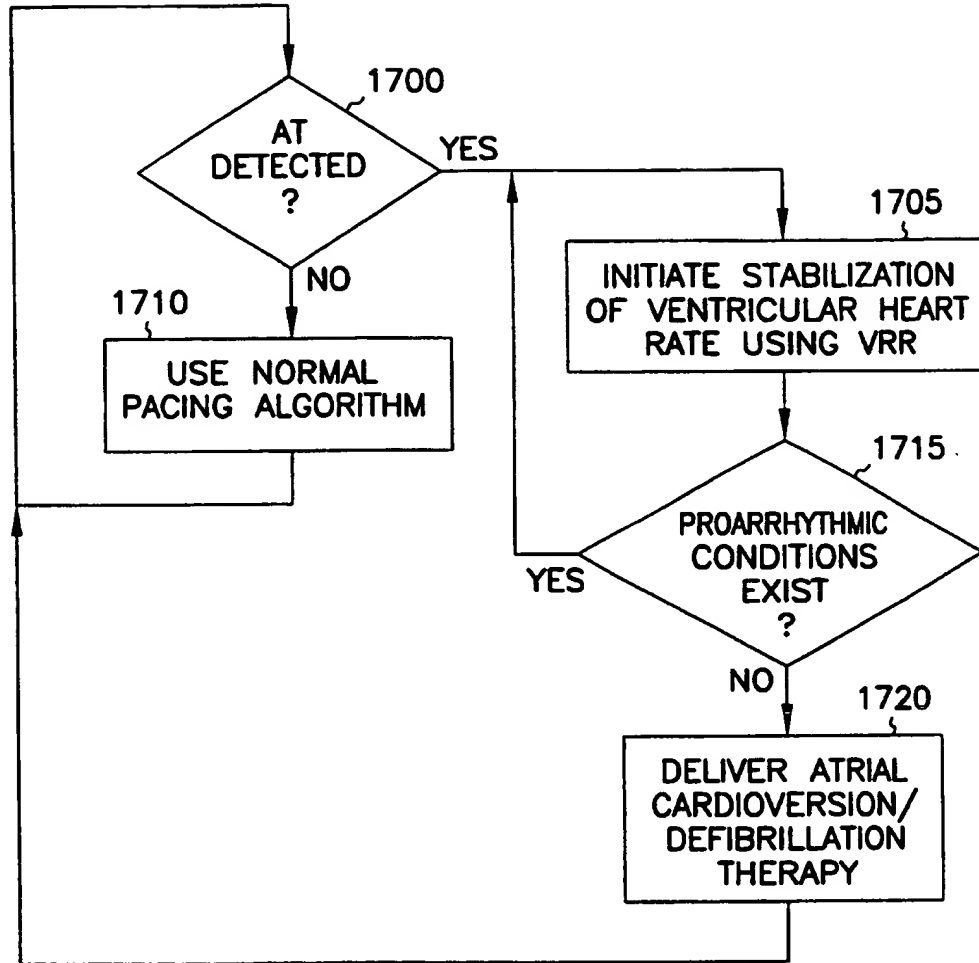 1700
AT
DETECTED
?
YES
NO
1705
INITIATE STABILIZATION
OF VENTRICULAR HEART
RATE USING VRR
1710
USE NORMAL
PACING ALGORITHM
1715
PROARRHYTHMIC
CONDITIONS
EXIST
?
YES
NO
1720
DELIVER ATRIAL
CARDIOVERSION/
DEFIBRILLATION
THERAPY